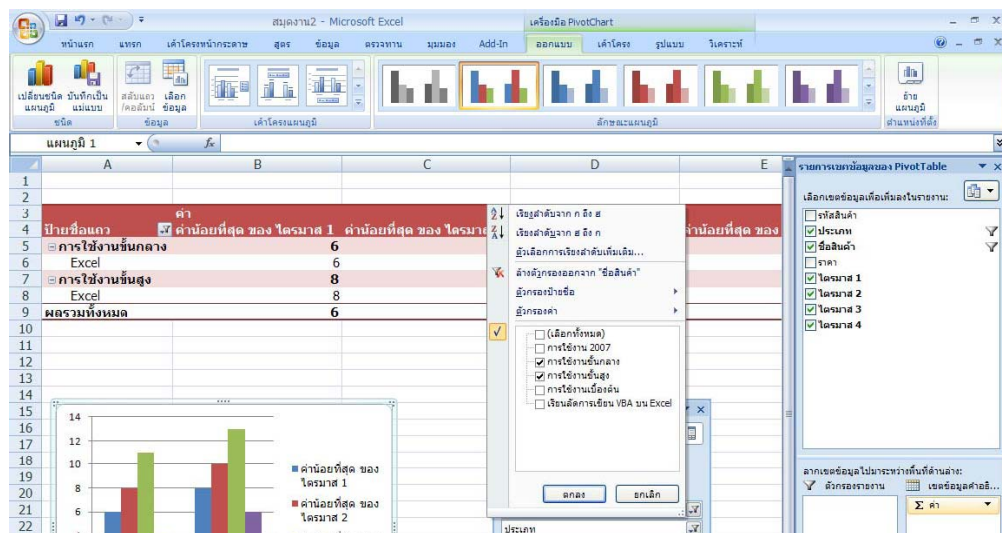 สมุดงาน2 - Microsoft Excel
เครื่องมือ PivotChart
หน้าแรก แทรก เค้าโครงหน้ากระดาษ สูตร ข้อมูล ตรวจทาน มุมมอง Add-In ออกแบบ เค้าโครง รูปแบบ วิเคราะห์
เปลี่ยนชนิดแผนภูมิ
บันทึกเป็นแม่แบบ
สลับแถว/คอลัมน์
เลือกข้อมูล
ย้ายแผนภูมิ
ชนิด ข้อมูล เค้าโครงแผนภูมิ ลักษณะแผนภูมิ ตำแหน่งที่ตั้ง
แผนภูมิ 1
fx
A B C D E
1
2
3 ค่า
4 ป้ายชื่อแถว ค่าน้อยที่สุด ของ ไตรมาส 1 ค่าน้อยที่สุด ของ ไตรมาส ค่าน้อยที่สุด ของ
5 การใช้งานขั้นกลาง 6
6 Excel 6
7 การใช้งานขั้นสูง 8
8 Excel 8
9 ผลรวมทั้งหมด 6
10
11
12
13
14
15
16
17
18
19
20
21
22
เรียงลำดับจาก ก ถึง ฮ
เรียงลำดับจาก ฮ ถึง ก
ตัวเลือกการเรียงลำดับเพิ่มเติม...
ล้างตัวกรองออกจาก "ชื่อสินค้า"
ตัวกรองป้ายชื่อ
ตัวกรองค่า
(เลือกทั้งหมด)
การใช้งาน 2007
การใช้งานขั้นกลาง
การใช้งานขั้นสูง
การใช้งานเบื้องต้น
เรียนลัดการเขียน VBA บน Excel
ตกลง ยกเลิก
ประเภท
14
12
10
8
6
ค่าน้อยที่สุด ของ
ไตรมาส 1
ค่าน้อยที่สุด ของ
ไตรมาส 2
รายการเขตข้อมูลของ PivotTable
เลือกเขตข้อมูลเพื่อเพิ่มลงในรายงาน:
รหัสสินค้า
ประเภท
ชื่อสินค้า
ราคา
ไตรมาส 1
ไตรมาส 2
ไตรมาส 3
ไตรมาส 4
ลากเขตข้อมูลไปมาระหว่างพื้นที่ด้านล่าง:
ตัวกรองรายงาน เขตข้อมูลคำอธิ...
Σ ค่า